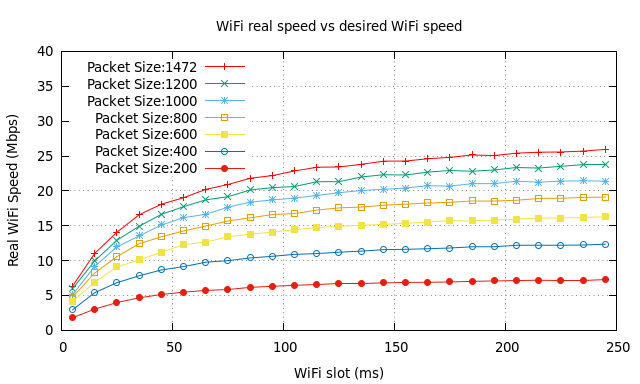 WiFi real speed vs desired WiFi speed
40
35
30
25
20
15
10
5
0
Real WiFi Speed (Mbps)
Packet Size:1472
Packet Size:1200
Packet Size:1000
Packet Size:800
Packet Size:600
Packet Size:400
Packet Size:200
0 50 100 150 200 250
WiFi slot (ms)